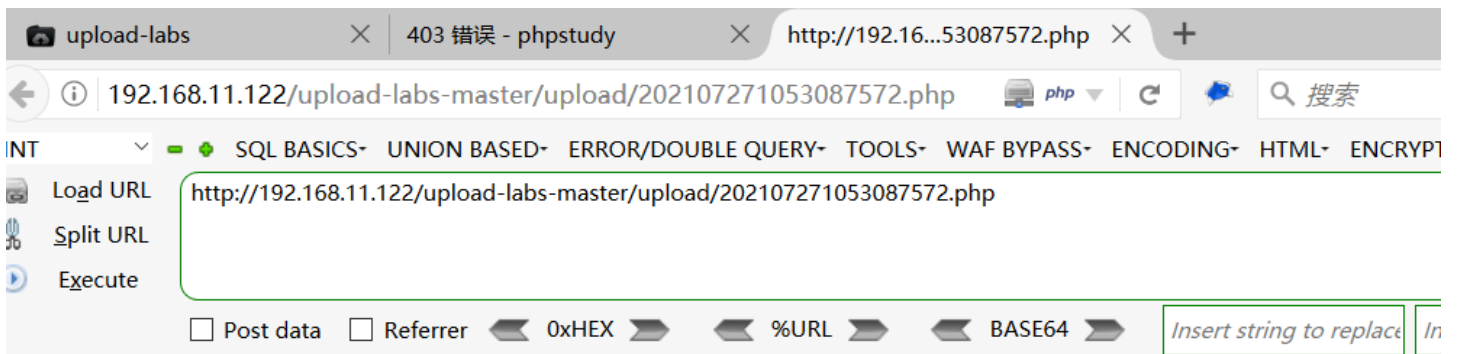 upload-labs 403 错误 - phpstudy http://192.16...53087572.php
192.168.11.122/upload-labs-master/upload/202107271053087572.php php 搜索
INT SQL BASICS UNION BASED ERROR/DOUBLE QUERY TOOLS WAF BYPASS ENCODING HTML ENCRYPT
Load URL http://192.168.11.122/upload-labs-master/upload/202107271053087572.php
Split URL
Execute
Post data Referrer 0xHEX %URL BASE64 Insert string to replace In